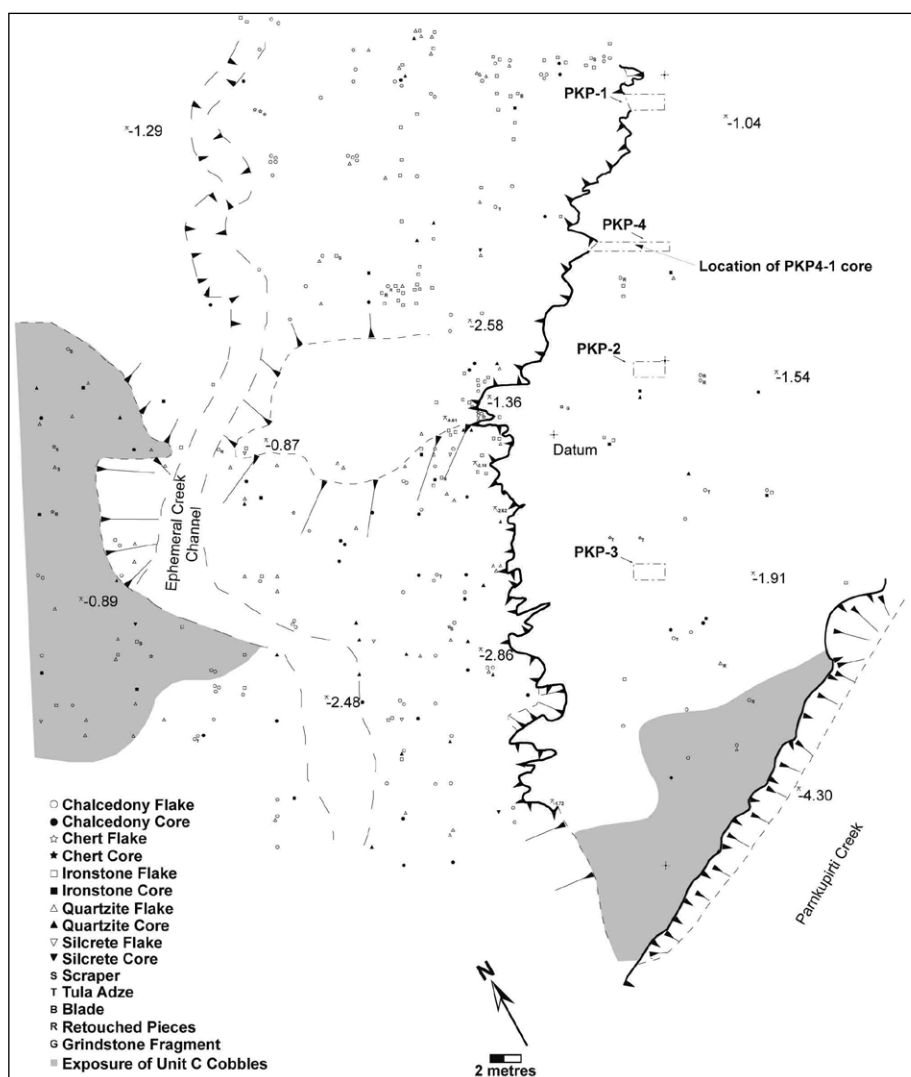 PKP-1
-1.29
-1.04
PKP-4
Location of PKP4-1 core
-2.58
PKP-2
-1.54
-1.36
-0.87
Datum
Ephemeral Creek
Channel
PKP-3
-1.91
-0.89
-2.86
-2.48
-4.30
Parnkupirti Creek
Chalcedony Flake
Chalcedony Core
Chert Flake
Chert Core
Ironstone Flake
Ironstone Core
Quartzite Flake
Quartzite Core
Silcrete Flake
Silcrete Core
S Scraper
T Tula Adze
B Blade
R Retouched Pieces
G Grindstone Fragment
Exposure of Unit C Cobbles
N
2 metres